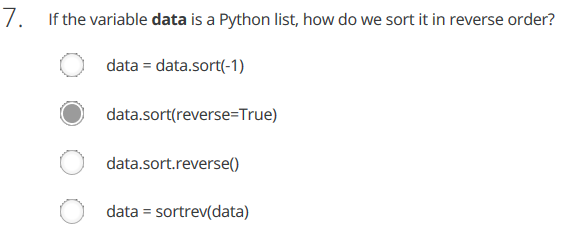 7. If the variable data is a Python list, how do we sort it in reverse order?
data = data.sort(-1)
data.sort(reverse=True)
data.sort.reverse()
data = sortrev(data)